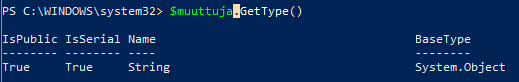 PS C:\WINDOWS\system32> $muuttuja.GetType()
IsPublic IsSerial Name BaseType
-------- -------- ---- --------
True True String System.Object